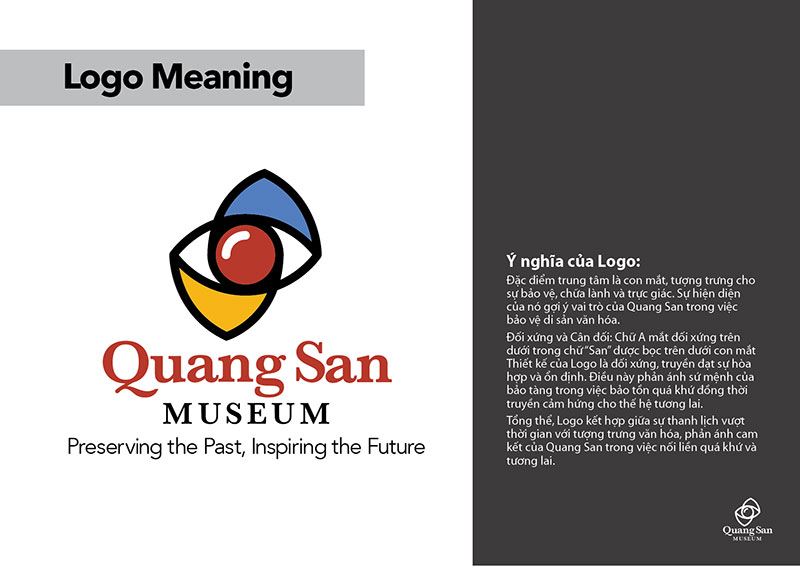 Logo Meaning
Quang San
MUSEUM
Preserving the Past, Inspiring the Future
Ý nghĩa của Logo:
Đặc điểm trung tâm là con mắt, tượng trưng cho
sự bảo vệ, chữa lành và trực giác. Sự hiện diện
của nó gợi ý vai trò của Quang San trong việc
bảo vệ di sản văn hóa.
Đối xứng và Cân đối: Chữ A mắt đối xứng trên
dưới trong chữ "San" được bọc trên dưới con mắt
Thiết kế của Logo là đối xứng, truyền đạt sự hòa
hợp và ổn định. Điều này phản ánh sứ mệnh của
bảo tàng trong việc bảo tồn quá khứ đồng thời
truyền cảm hứng cho thế hệ tương lai.
Tổng thể, Logo kết hợp giữa sự thanh lịch vượt
thời gian với tượng trưng văn hóa, phản ánh cam
kết của Quang San trong việc nối liền quá khứ và
tương lai.
Quang San
MUSEUM